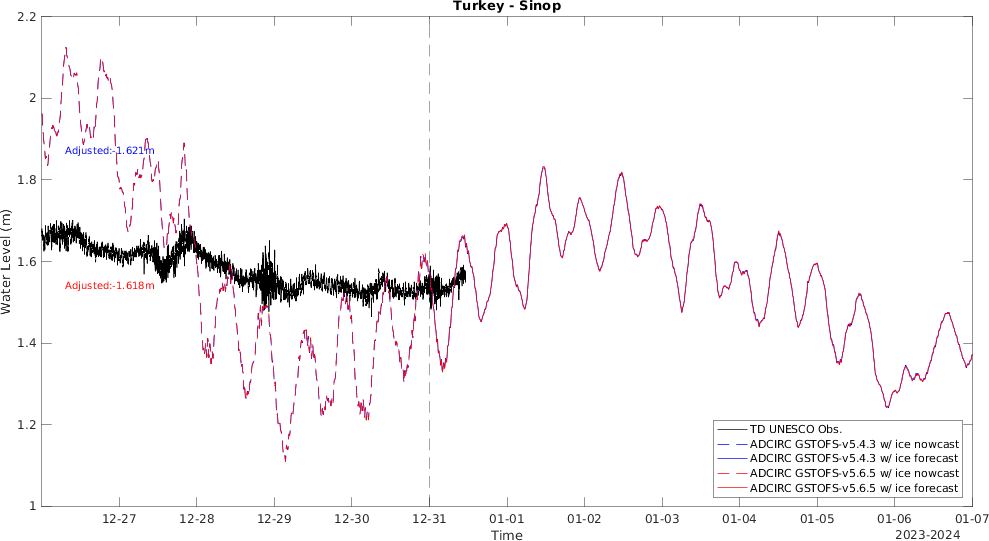 Turkey - Sinop
2.2
2
1.8
1.6
1.4
1.2
1
Water Level (m)
Adjusted:-1.621m
Adjusted:-1.618m
TD UNESCO Obs.
ADCIRC GSTOFS-v5.4.3 w/ ice nowcast
ADCIRC GSTOFS-v5.4.3 w/ ice forecast
ADCIRC GSTOFS-v5.6.5 w/ ice nowcast
ADCIRC GSTOFS-v5.6.5 w/ ice forecast
12-27 12-28 12-29 12-30 12-31 01-01 01-02 01-03 01-04 01-05 01-06 01-07
Time
2023-2024